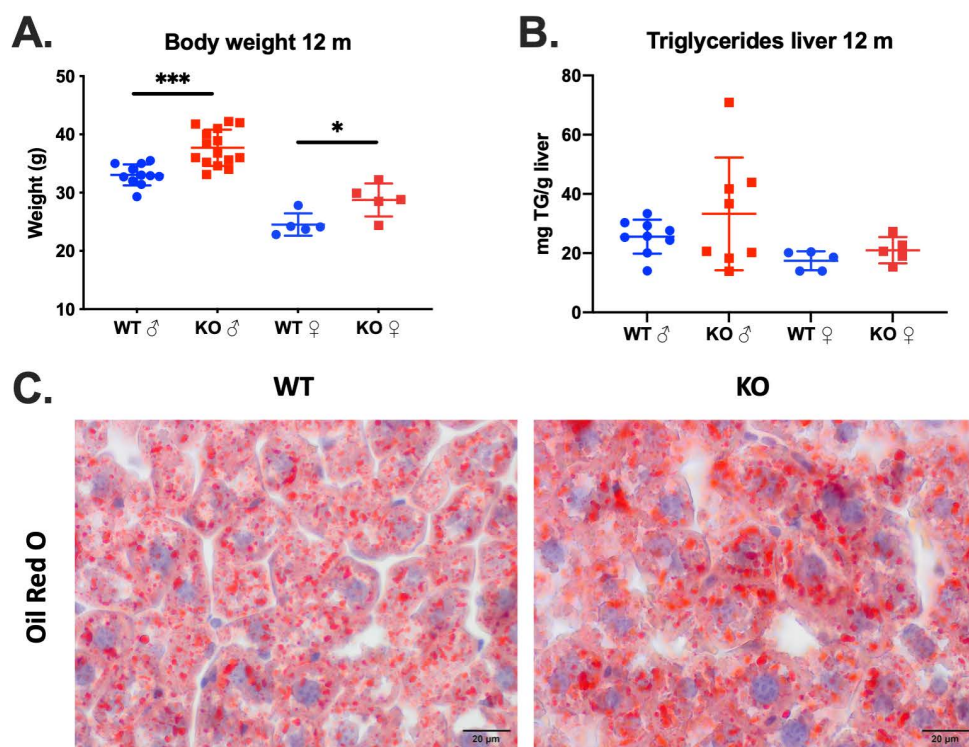 A.
Body weight 12 m
Weight (g)
50
40
30
20
10
***
*
WT ♂
KO ♂
WT ♀
KO ♀
B.
Triglycerides liver 12 m
mg TG/g liver
80
60
40
20
0
WT ♂
KO ♂
WT ♀
KO ♀
C.
WT
KO
Oil Red O
20 µm
20 µm